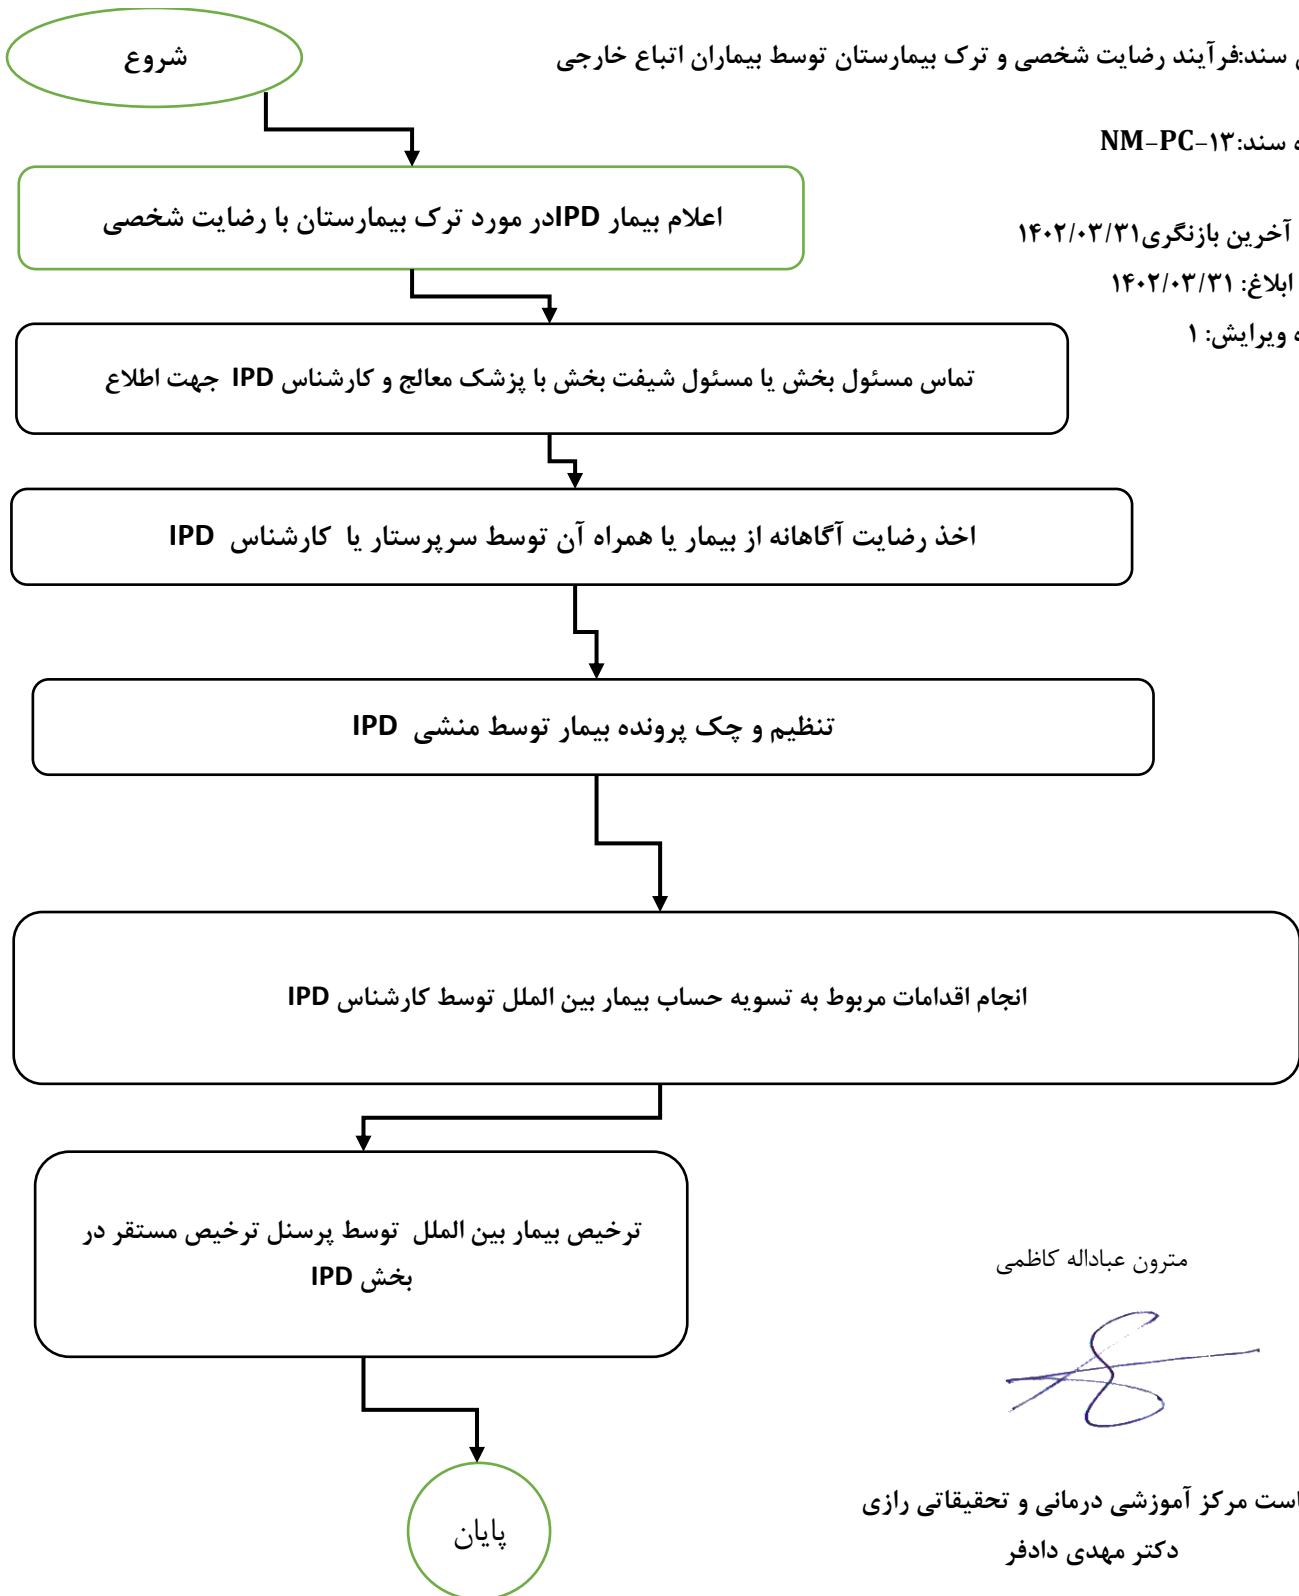 شروع
سند:فرآیند رضایت شخصی و ترک بیمارستان توسط بیماران اتباع خارجی
سند:NM-PC-۱۳
اعلام بیمار IPDدر مورد ترک بیمارستان با رضایت شخصی
آخرین بازنگری۱۴۰۲/۰۳/۳۱
ابلاغ: ۱۴۰۲/۰۳/۳۱
ویرایش: ۱
تماس مسئول بخش یا مسئول شیفت بخش با پزشک معالج و کارشناس IPD جهت اطلاع
اخذ رضایت آگاهانه از بیمار یا همراه آن توسط سرپرستار یا کارشناس IPD
تنظیم و چک پرونده بیمار توسط منشی IPD
انجام اقدامات مربوط به تسویه حساب بیمار بین الملل توسط کارشناس IPD
ترخیص بیمار بین الملل توسط پرسنل ترخیص مستقر در
بخش IPD
مترون عباداله کاظمی
مرکز آموزشی درمانی و تحقیقاتی رازی
دکتر مهدی دادفر
پایان